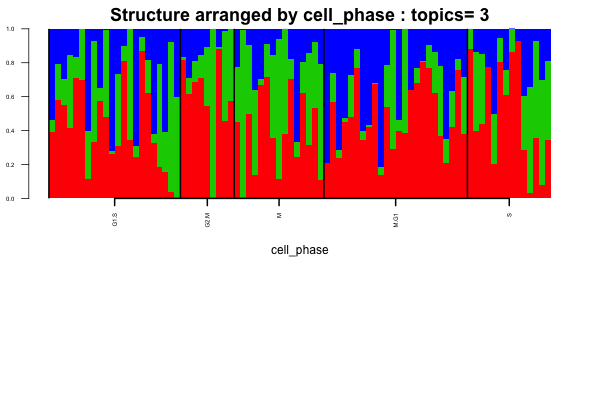 Structure arranged by cell_phase : topics= 3
1.0
0.8
0.6
0.4
0.2
0.0
G1.S
G2.M
M
M.G1
S
cell_phase